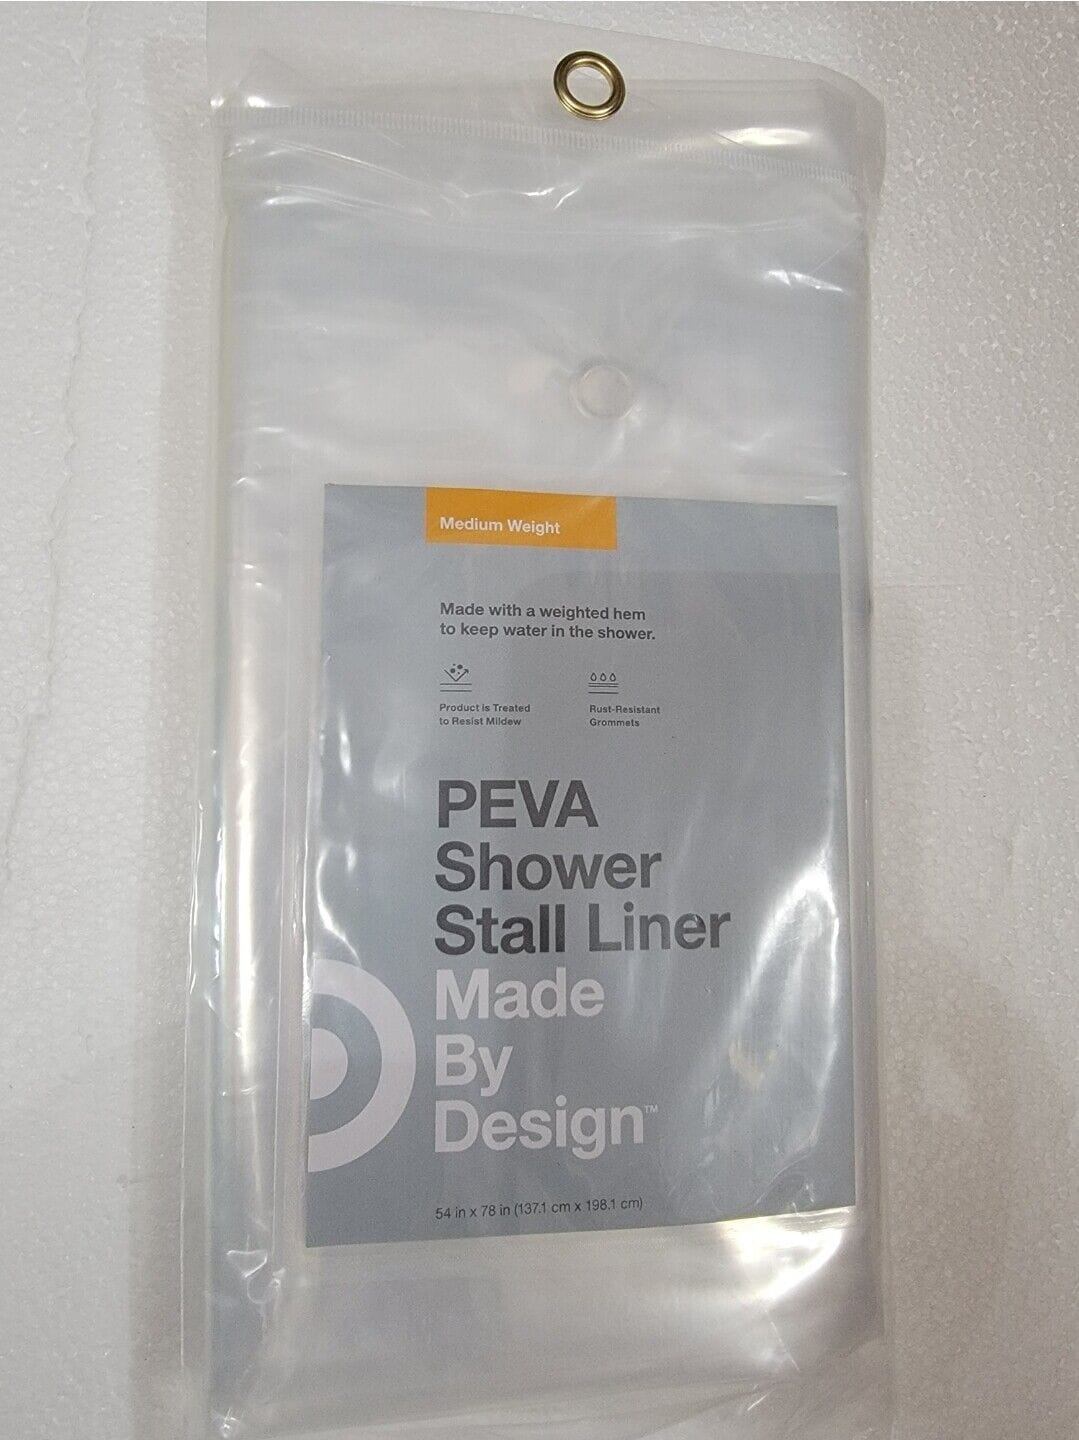 Medium Weight
Made with a weighted hem
to keep water in the shower.
Product is Treated
to Resist Mildew
Rust-Resistant
Grommets
PEVA
Shower
Stall Liner
Made
By
Design™
54 in x 78 in (137.1 cm x 198.1 cm)